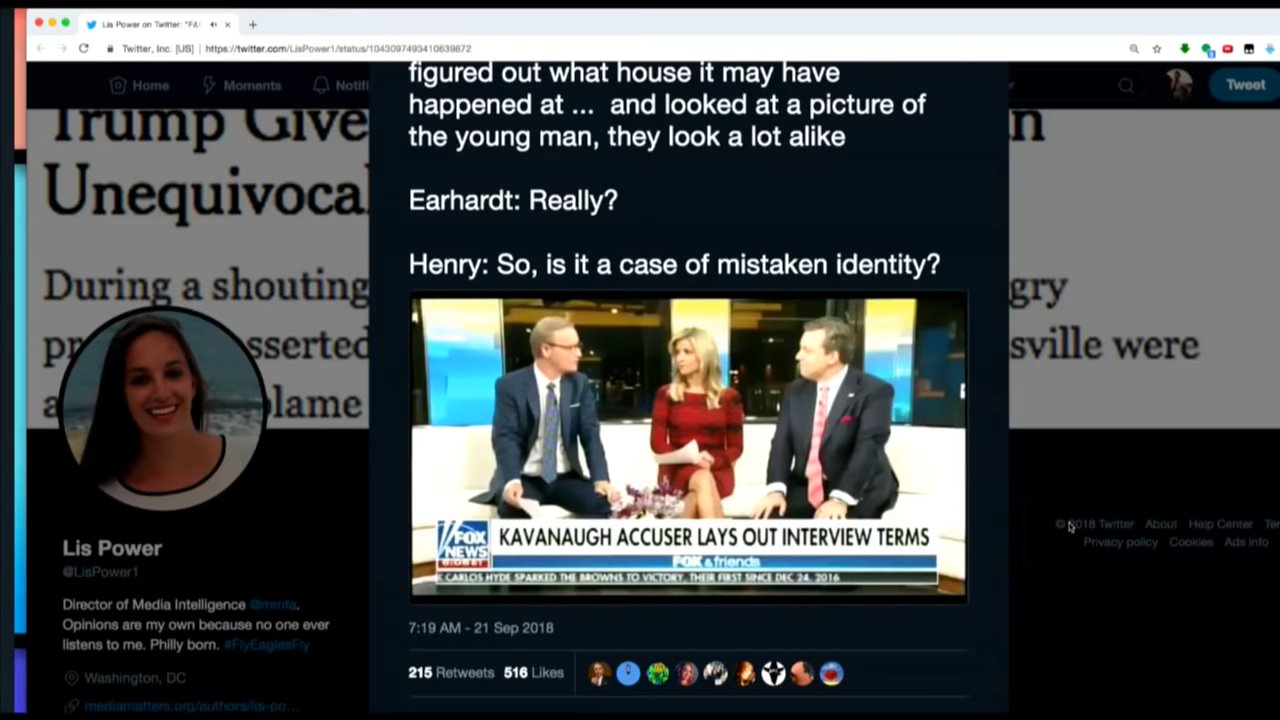 Lis Power on Twitter: "FA
Twitter, Inc. [US] | https://twitter.com/LisPower1/status/1043097493410639872
Home Moments Notifi Tweet
figured out what house it may have
happened at ... and looked at a picture of
the young man, they look a lot alike
Earhardt: Really?
Henry: So, is it a case of mistaken identity?
Trump Give n
Unequivocal
During a shouting gry
pr sserted sville were
a lame
FOX
NEWS
KAVANAUGH ACCUSER LAYS OUT INTERVIEW TERMS
FOX & friends
CARLOS HYDE SPARKED THE BROWNS TO VICTORY, THEIR FIRST SINCE DEC 24, 2016
7:19 AM - 21 Sep 2018
215 Retweets 516 Likes
Lis Power
@LisPower1
Director of Media Intelligence @mmfa.
Opinions are my own because no one ever
listens to me. Philly born. #FlyEaglesFly
Washington, DC
mediamatters.org/authors/lis-po...
© 2018 Twitter About Help Center Ter
Privacy policy Cookies Ads info